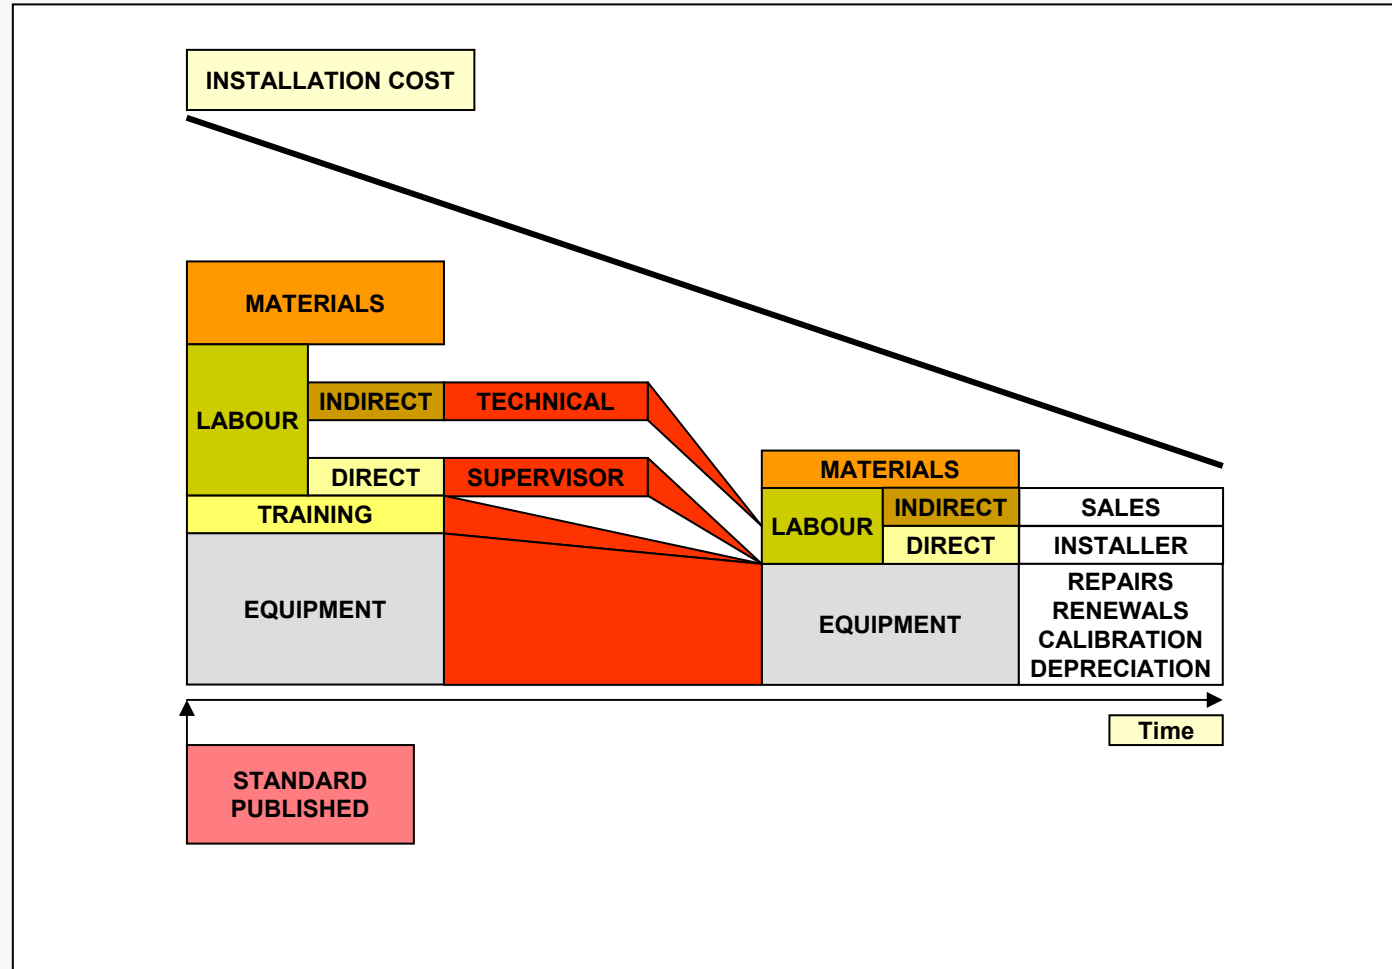 INSTALLATION COST
MATERIALS
LABOUR
INDIRECT
TECHNICAL
DIRECT
SUPERVISOR
TRAINING
EQUIPMENT
MATERIALS
LABOUR
INDIRECT
SALES
DIRECT
INSTALLER
EQUIPMENT
REPAIRS
RENEWALS
CALIBRATION
DEPRECIATION
Time
STANDARD
PUBLISHED